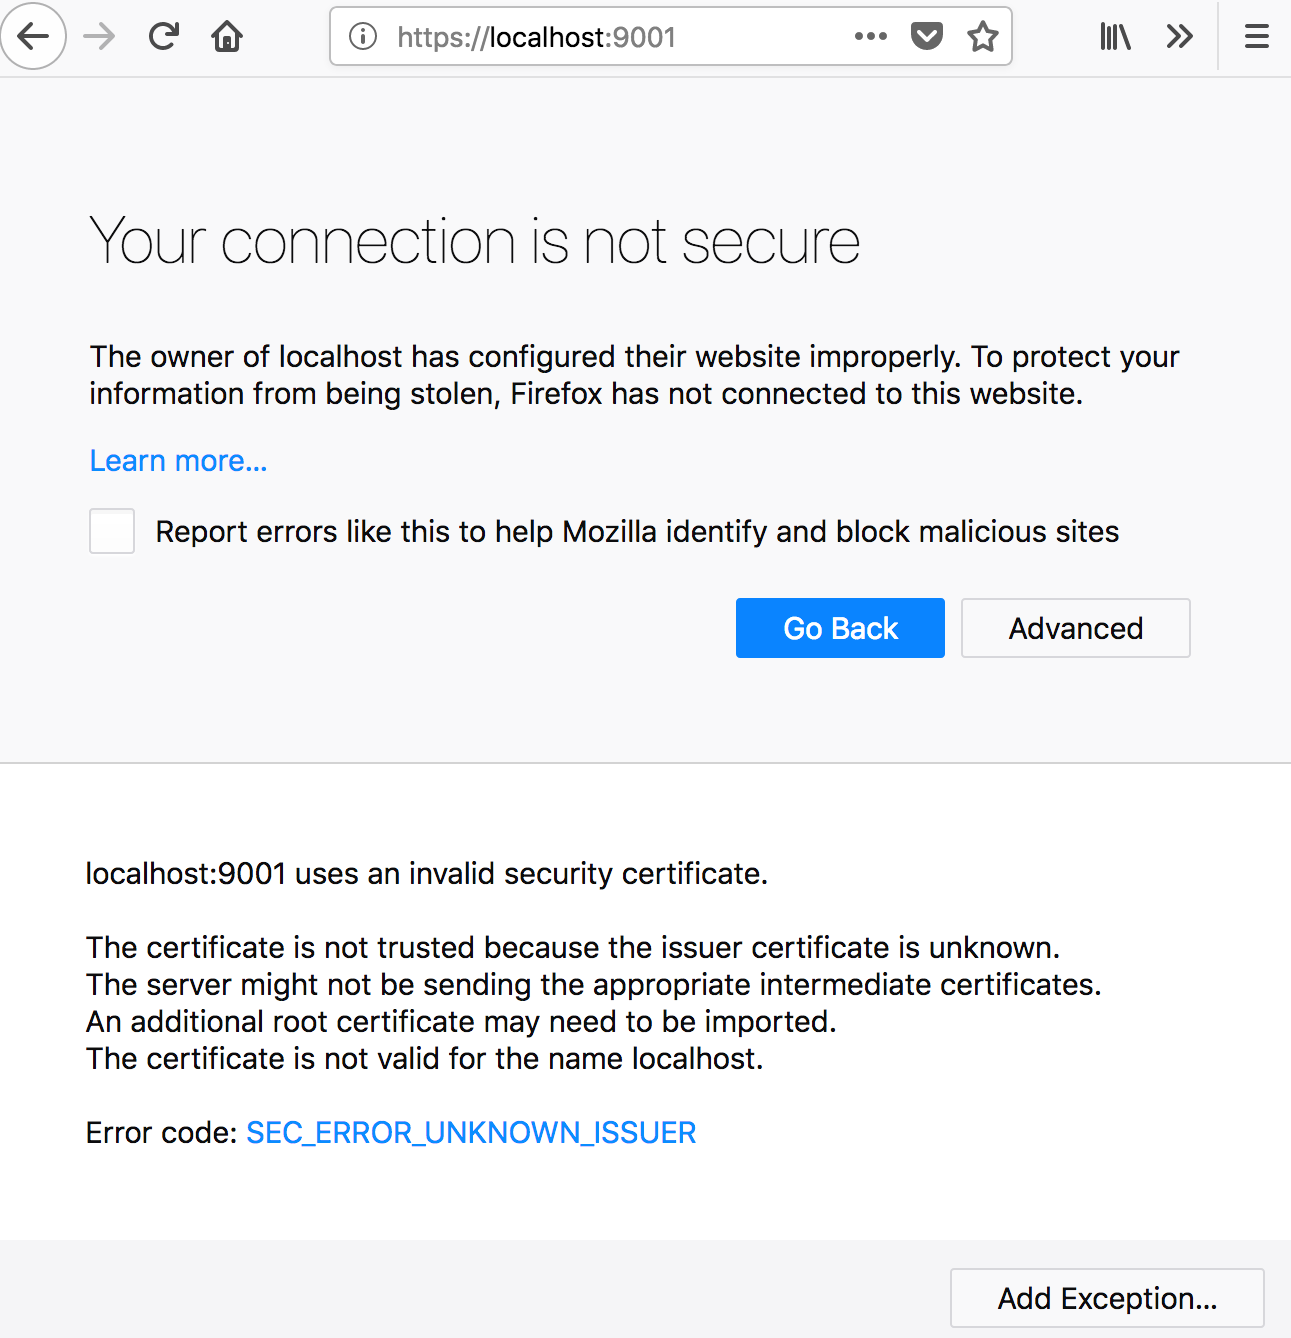 https://localhost:9001
Your connection is not secure
The owner of localhost has configured their website improperly. To protect your
information from being stolen, Firefox has not connected to this website.
Learn more...
Report errors like this to help Mozilla identify and block malicious sites
Go Back
Advanced
localhost:9001 uses an invalid security certificate.
The certificate is not trusted because the issuer certificate is unknown.
The server might not be sending the appropriate intermediate certificates.
An additional root certificate may need to be imported.
The certificate is not valid for the name localhost.
Error code: SEC_ERROR_UNKNOWN_ISSUER
Add Exception...